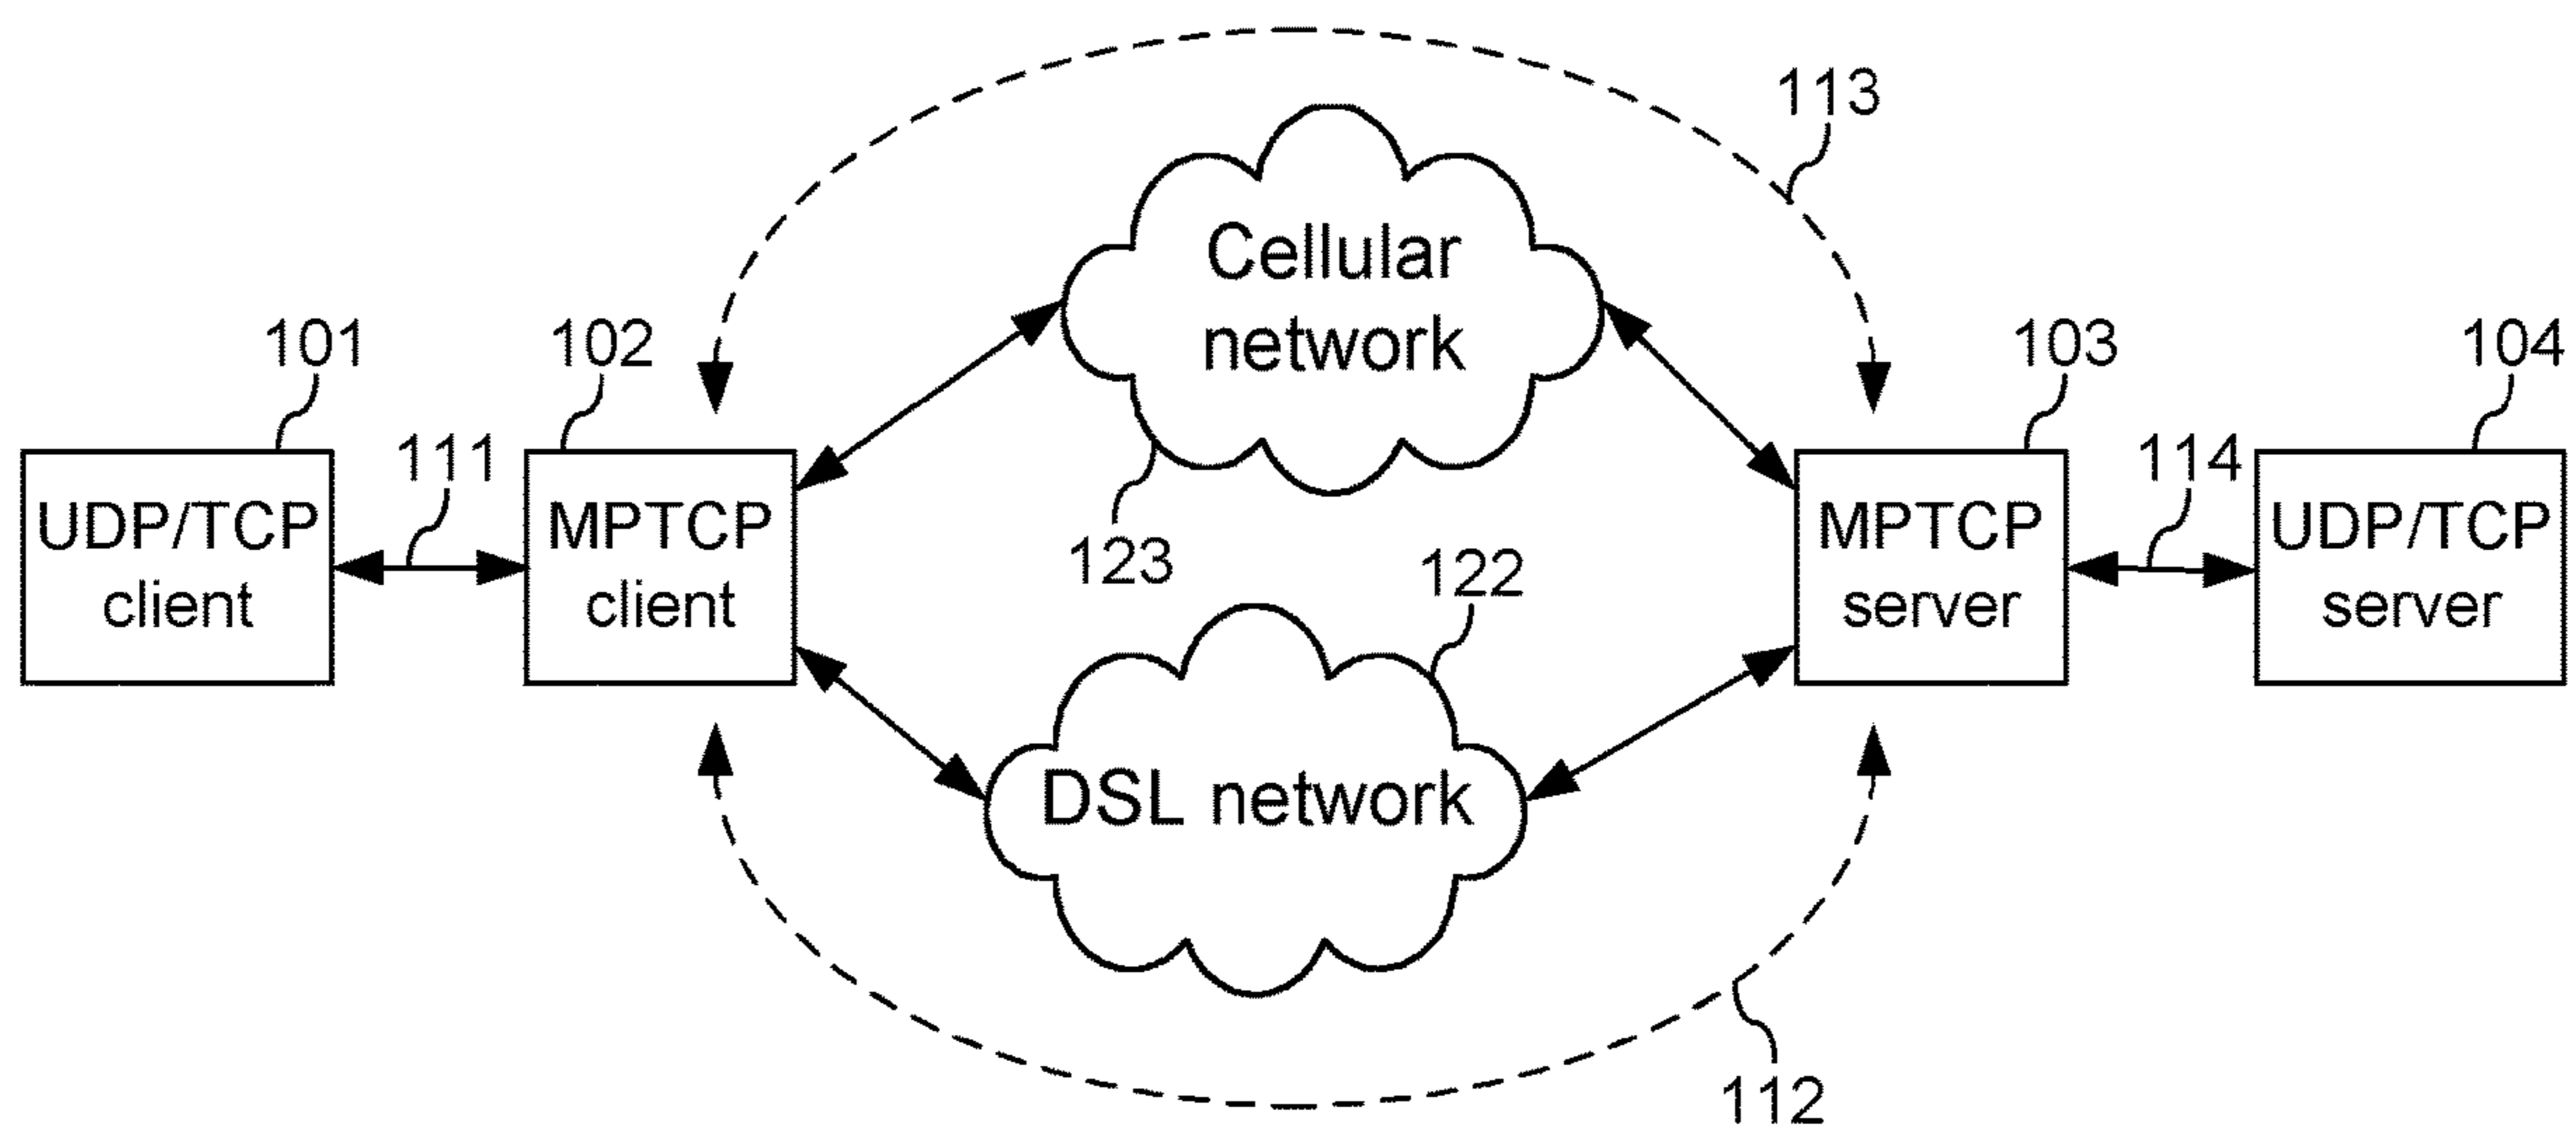 113
Cellular
network
101
102
103
104
111
114
UDP/TCP
client
MPTCP
client
MPTCP
server
UDP/TCP
server
123
122
DSL network
112